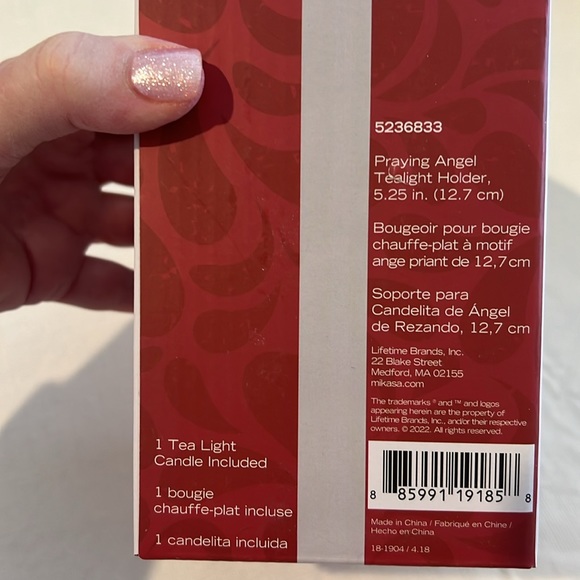 5236833
Praying Angel
Tealight Holder,
5.25 in. (12.7 cm)
Bougeoir pour bougie
chauffe-plat à motif
ange priant de 12,7 cm
Soporte para
Candelita de Ángel
de Rezando, 12,7 cm
Lifetime Brands, Inc.
22 Blake Street
Medford, MA 02155
mikasa.com
The trademarks ® and ™ and logos
appearing herein are the property of
Lifetime Brands, Inc., and/or their respective
owners. © 2022. All rights reserved.
8 85991 19185 8
Made in China / Fabriqué en Chine /
Hecho en China
18-1904 / 4.18
1 Tea Light
Candle Included
1 bougie
chauffe-plat incluse
1 candelita incluida